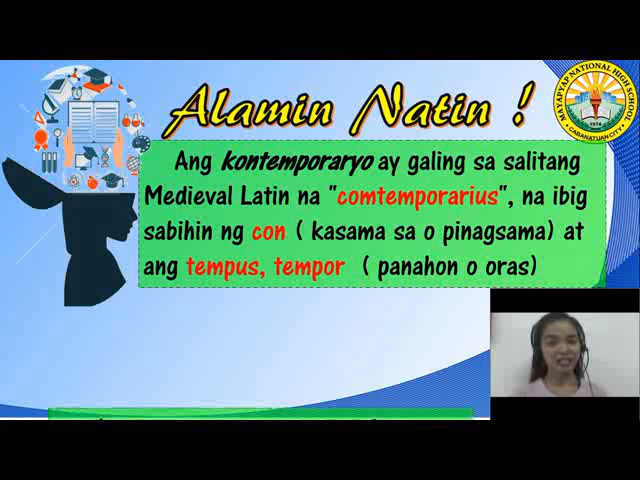 Alamin Natin !
MAYAPYAP NATIONAL HIGH SCHOOL
1974
CABANATUAN CITY
Ang kontemporaryo ay galing sa salitang
Medieval Latin na "comtemporarius", na ibig
sabihin ng con ( kasama sa o pinagsama) at
ang tempus, tempor ( panahon o oras)